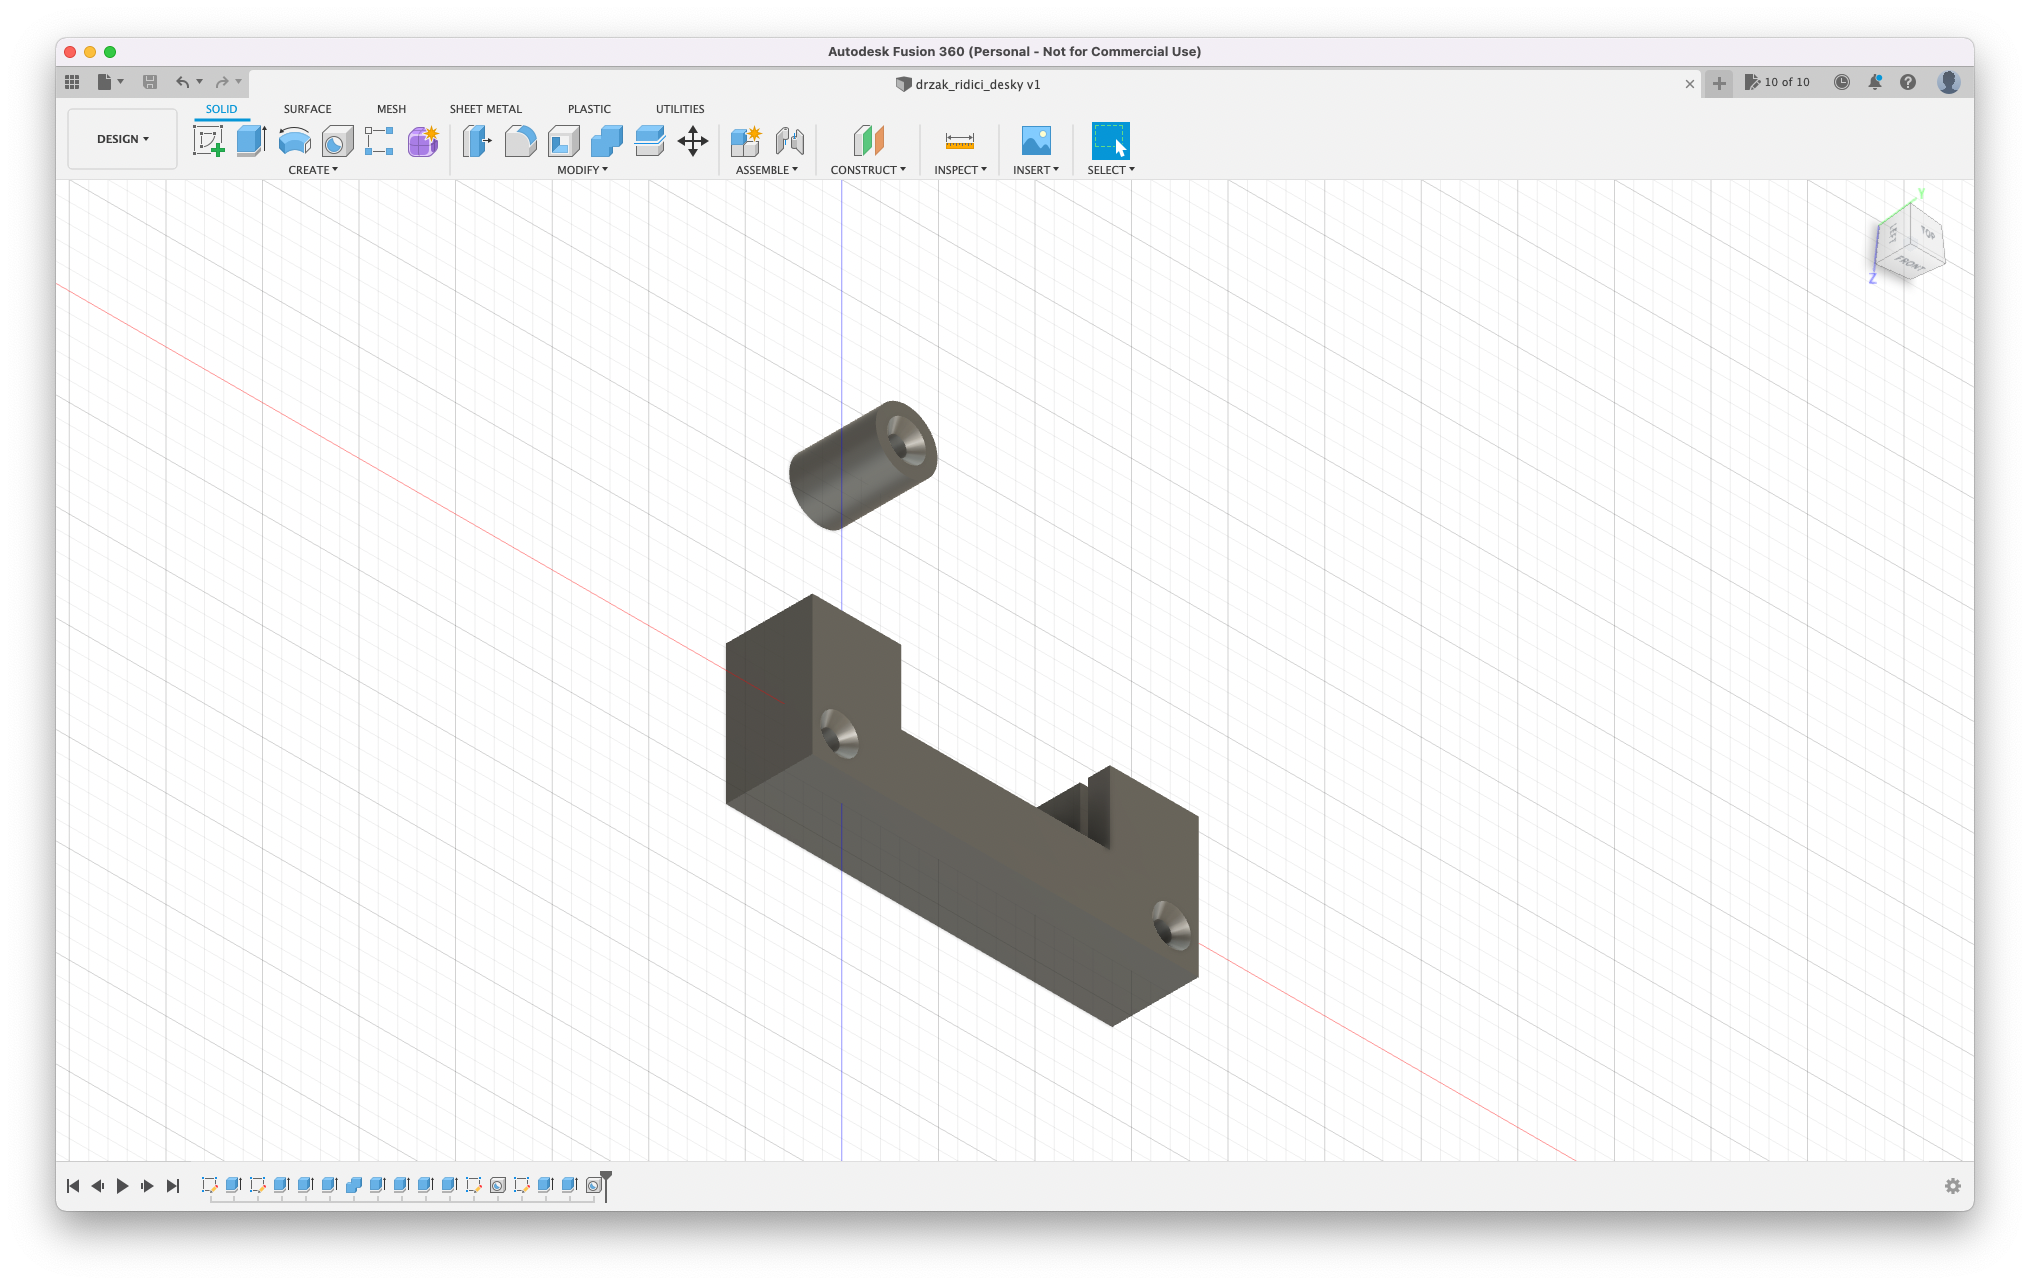 Autodesk Fusion 360 (Personal - Not for Commercial Use)
drzak_ridici_desky v1
10 of 10
DESIGN
SOLID
SURFACE
MESH
SHEET METAL
PLASTIC
UTILITIES
CREATE
MODIFY
ASSEMBLE
CONSTRUCT
INSPECT
INSERT
SELECT
Y
TOP
FRONT
Z